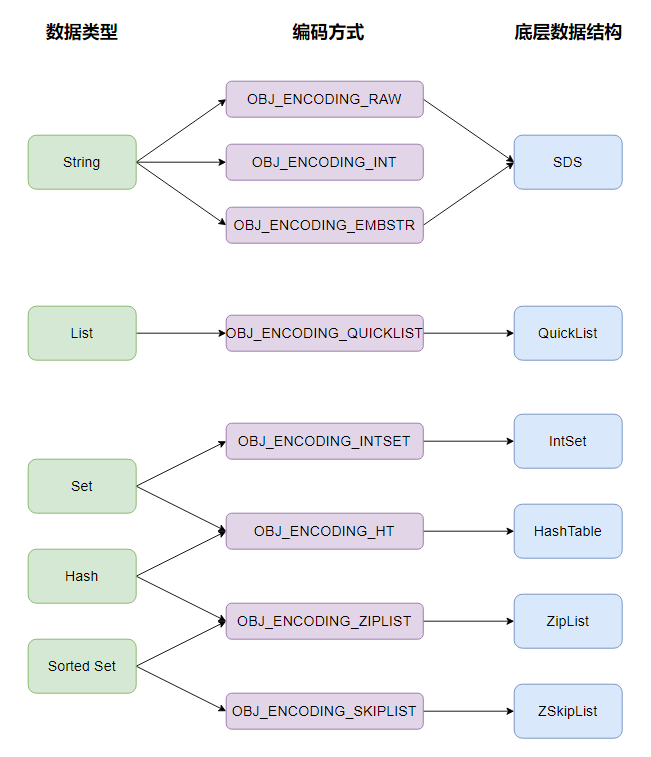 数据类型 编码方式 底层数据结构
OBJ_ENCODING_RAW
String OBJ_ENCODING_INT SDS
OBJ_ENCODING_EMBSTR
List OBJ_ENCODING_QUICKLIST QuickList
OBJ_ENCODING_INTSET IntSet
Set
OBJ_ENCODING_HT HashTable
Hash
OBJ_ENCODING_ZIPLIST ZipList
Sorted Set
OBJ_ENCODING_SKIPLIST ZSkipList